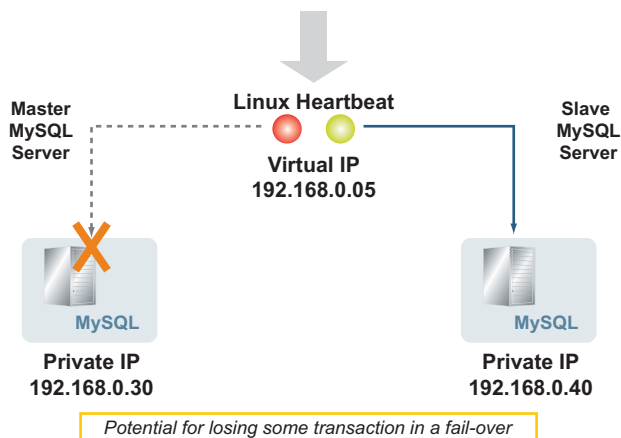 Linux Heartbeat
Master
MySQL
Server
Slave
MySQL
Server
Virtual IP
192.168.0.05
MySQL
MySQL
Private IP
192.168.0.30
Private IP
192.168.0.40
Potential for losing some transaction in a fail-over